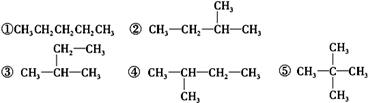 CH₃
①CH₃CH₂CH₂CH₂CH₃ ② CH₃—CH₂—CH—CH₃
CH₂—CH₃ CH₃
③ CH₃—CH—CH₃ ④ CH₃—CH—CH₂—CH₃ ⑤ CH₃—C—CH₃
CH₃ CH₃